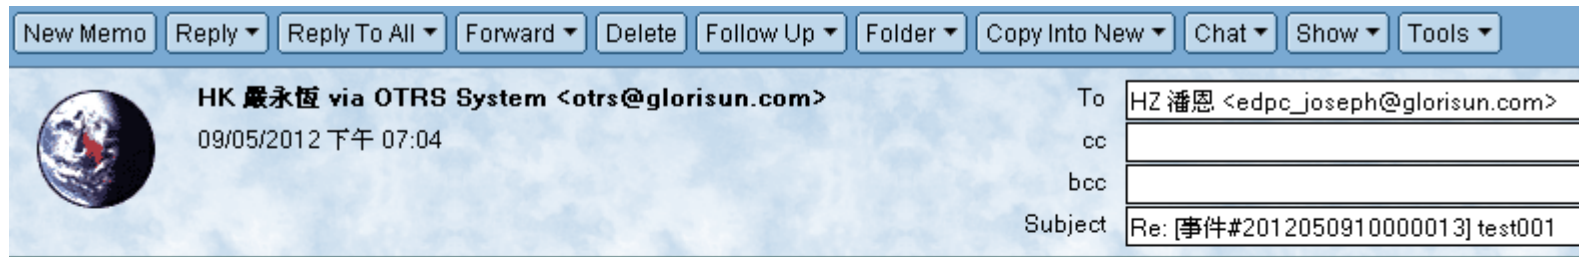 New Memo Reply Reply To All Forward Delete Follow Up Folder Copy Into New Chat Show Tools
HK 嚴永恆 via OTRS System <otrs@glorisun.com>
09/05/2012 下午 07:04
To HZ 潘恩 <edpc_joseph@glorisun.com>
cc
bcc
Subject Re: [事件#2012050910000013] test001